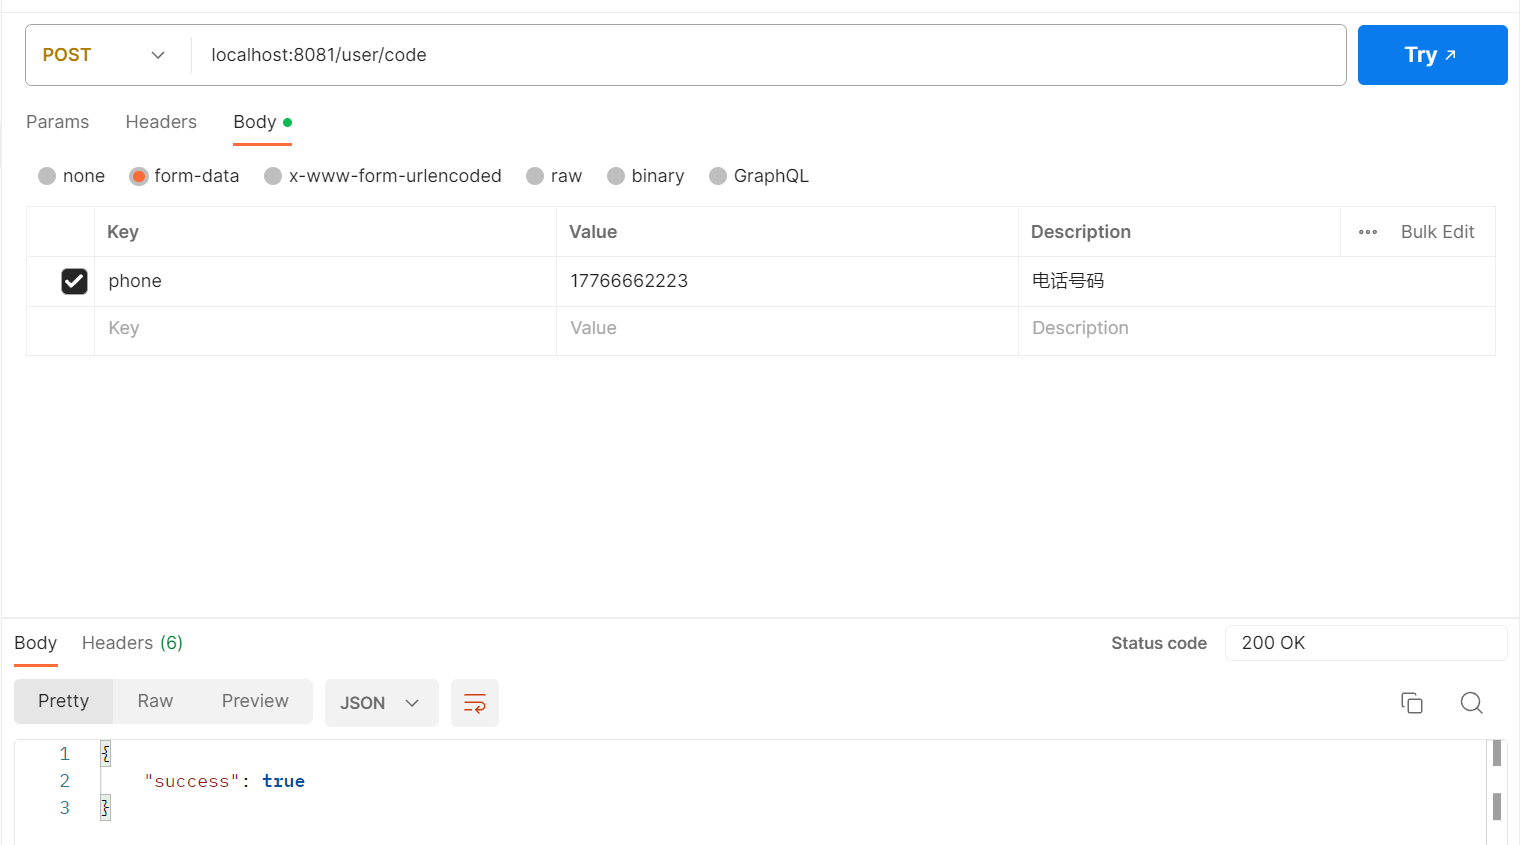 POST localhost:8081/user/code Try
Params Headers Body
none form-data x-www-form-urlencoded raw binary GraphQL
Key Value Description Bulk Edit
phone 17766662223 电话号码
Key Value Description
Body Headers (6) Status code 200 OK
Pretty Raw Preview JSON
1 {
2 "success": true
3 }